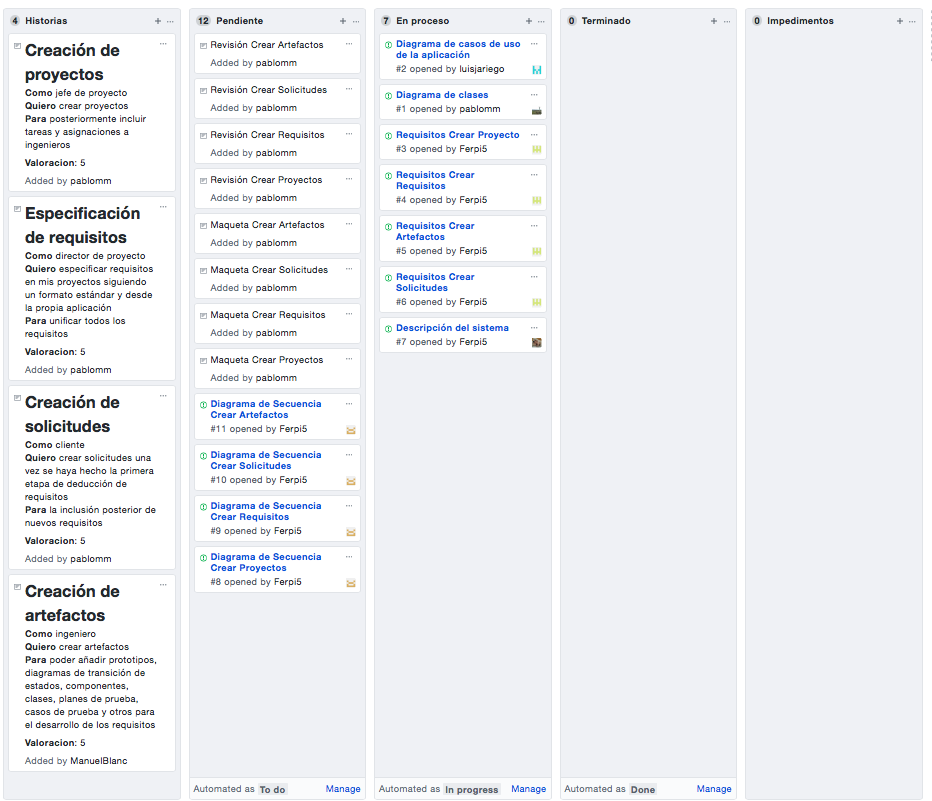 4 Historias
Creación de
proyectos
Como jefe de proyecto
Quiero crear proyectos
Para posteriormente incluir
tareas y asignaciones a
ingenieros
Valoracion: 5
Added by pablomm
Especificación
de requisitos
Como director de proyecto
Quiero especificar requisitos
en mis proyectos siguiendo
un formato estándar y desde
la propia aplicación
Para unificar todos los
requisitos
Valoracion: 5
Added by pablomm
Creación de
solicitudes
Como cliente
Quiero crear solicitudes una
vez se haya hecho la primera
etapa de deducción de
requisitos
Para la inclusión posterior de
nuevos requisitos
Valoracion: 5
Added by pablomm
Creación de
artefactos
Como ingeniero
Quiero crear artefactos
Para poder añadir prototipos,
diagramas de transición de
estados, componentes,
clases, planes de prueba,
casos de prueba y otros para
el desarrollo de los requisitos
Valoracion: 5
Added by ManuelBlanc
12 Pendiente
Revisión Crear Artefactos
Added by pablomm
Revisión Crear Solicitudes
Added by pablomm
Revisión Crear Requisitos
Added by pablomm
Revisión Crear Proyectos
Added by pablomm
Maqueta Crear Artefactos
Added by pablomm
Maqueta Crear Solicitudes
Added by pablomm
Maqueta Crear Requisitos
Added by pablomm
Maqueta Crear Proyectos
Added by pablomm
Diagrama de Secuencia
Crear Artefactos
#11 opened by Ferpi5
Diagrama de Secuencia
Crear Solicitudes
#10 opened by Ferpi5
Diagrama de Secuencia
Crear Requisitos
#9 opened by Ferpi5
Diagrama de Secuencia
Crear Proyectos
#8 opened by Ferpi5
Automated as To do Manage
7 En proceso
Diagrama de casos de uso
de la aplicación
#2 opened by luisjariego
Diagrama de clases
#1 opened by pablomm
Requisitos Crear Proyecto
#3 opened by Ferpi5
Requisitos Crear
Requisitos
#4 opened by Ferpi5
Requisitos Crear
Artefactos
#5 opened by Ferpi5
Requisitos Crear
Solicitudes
#6 opened by Ferpi5
Descripción del sistema
#7 opened by Ferpi5
Automated as In progress Manage
0 Terminado
Automated as Done Manage
0 Impedimentos